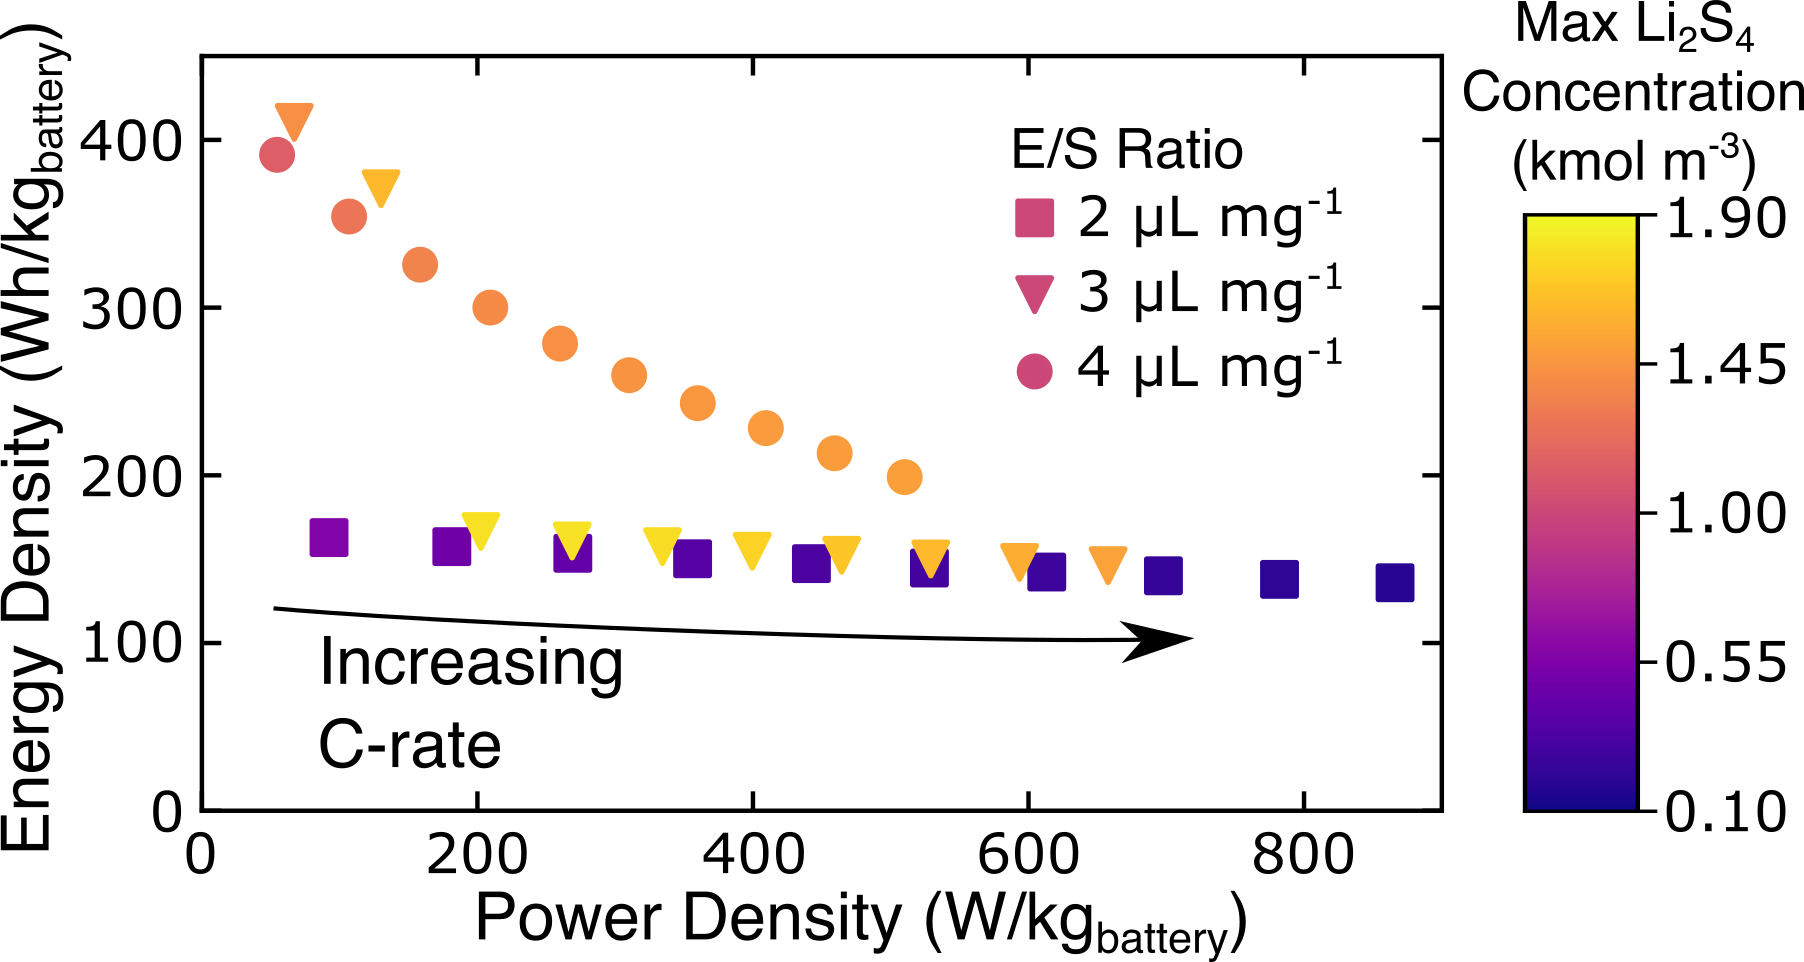 Max Li₂S₄
Concentration
(kmol m⁻³)
Energy Density (Wh/kg_battery)
400
300
200
100
0
E/S Ratio
2 µL mg⁻¹
3 µL mg⁻¹
4 µL mg⁻¹
Increasing
C-rate
0 200 400 600 800
Power Density (W/kg_battery)
1.90
1.45
1.00
0.55
0.10